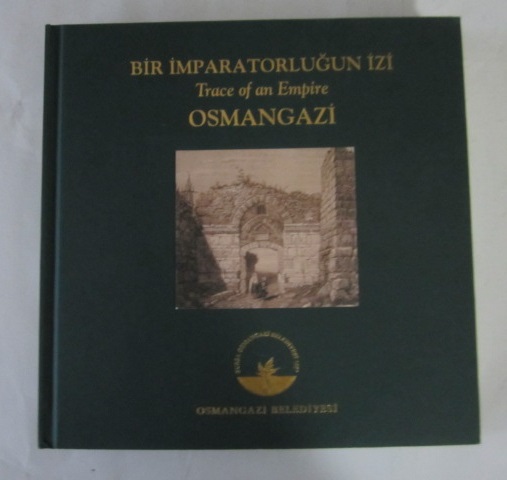 BİR İMPARATORLUĞUN İZİ
Trace of an Empire
OSMANGAZİ
OSMANGAZİ BELEDİYESİ